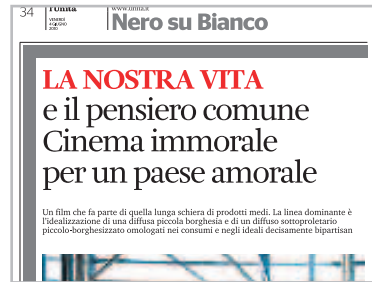 34
l'Unità
VENERDÌ
4 GIUGNO
2010
www.unita.it
Nero su Bianco
LA NOSTRA VITA
e il pensiero comune
Cinema immorale
per un paese amorale
Un film che fa parte di quella lunga schiera di prodotti medi. La linea dominante è
l'idealizzazione di una diffusa piccola borghesia e di un diffuso sottoproletario
piccolo-borghesizzato omologati nei consumi e negli ideali decisamente bipartisan